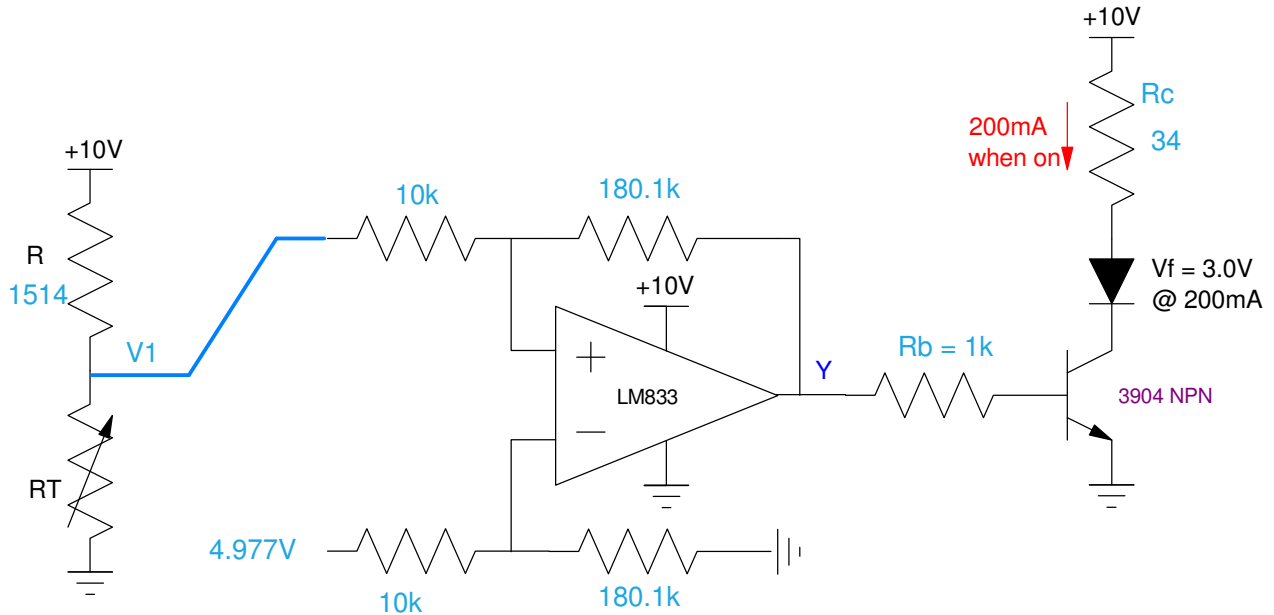 +10V
Rc
34
200mA
when on
+10V
10k
180.1k
R
1514
+10V
Vf = 3.0V
@ 200mA
V1
Rb = 1k
Y
+
LM833
3904 NPN
−
RT
4.977V
10k
180.1k